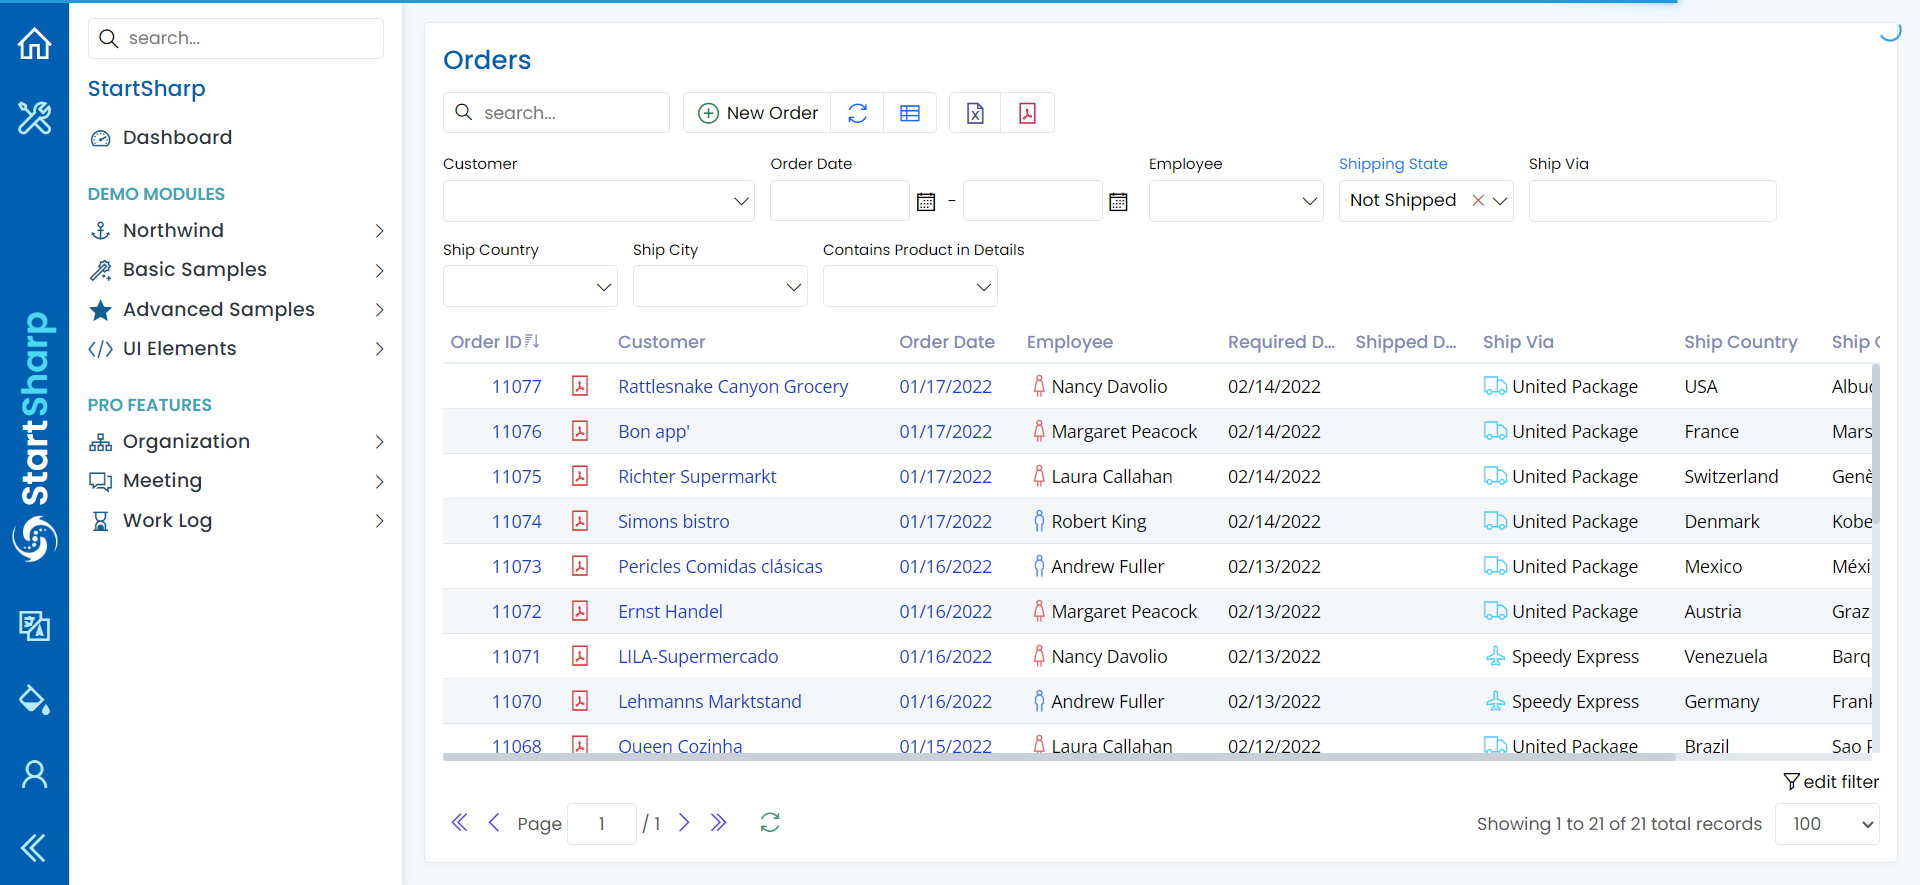 search...
StartSharp
Dashboard
DEMO MODULES
Northwind
Basic Samples
Advanced Samples
UI Elements
PRO FEATURES
Organization
Meeting
Work Log
StartSharp
Orders
search...
New Order
Customer
Order Date
Employee
Shipping State
Ship Via
-
Not Shipped
Ship Country
Ship City
Contains Product in Details
Order ID Customer Order Date Employee Required D... Shipped D... Ship Via Ship Country Ship
11077 Rattlesnake Canyon Grocery 01/17/2022 Nancy Davolio 02/14/2022 United Package USA
11076 Bon app' 01/17/2022 Margaret Peacock 02/14/2022 United Package France Mars
11075 Richter Supermarkt 01/17/2022 Laura Callahan 02/14/2022 United Package Switzerland Genè
11074 Simons bistro 01/17/2022 Robert King 02/14/2022 United Package Denmark Kobe
11073 Pericles Comidas clásicas 01/16/2022 Andrew Fuller 02/13/2022 United Package Mexico Méxi
11072 Ernst Handel 01/16/2022 Margaret Peacock 02/13/2022 United Package Austria Graz
11071 LILA-Supermercado 01/16/2022 Nancy Davolio 02/13/2022 Speedy Express Venezuela Barq
11070 Lehmanns Marktstand 01/16/2022 Andrew Fuller 02/13/2022 Speedy Express Germany Frank
11068 Queen Cozinha 01/15/2022 Laura Callahan 02/12/2022 United Package Brazil Sao
edit filter
Page 1 / 1
Showing 1 to 21 of 21 total records 100